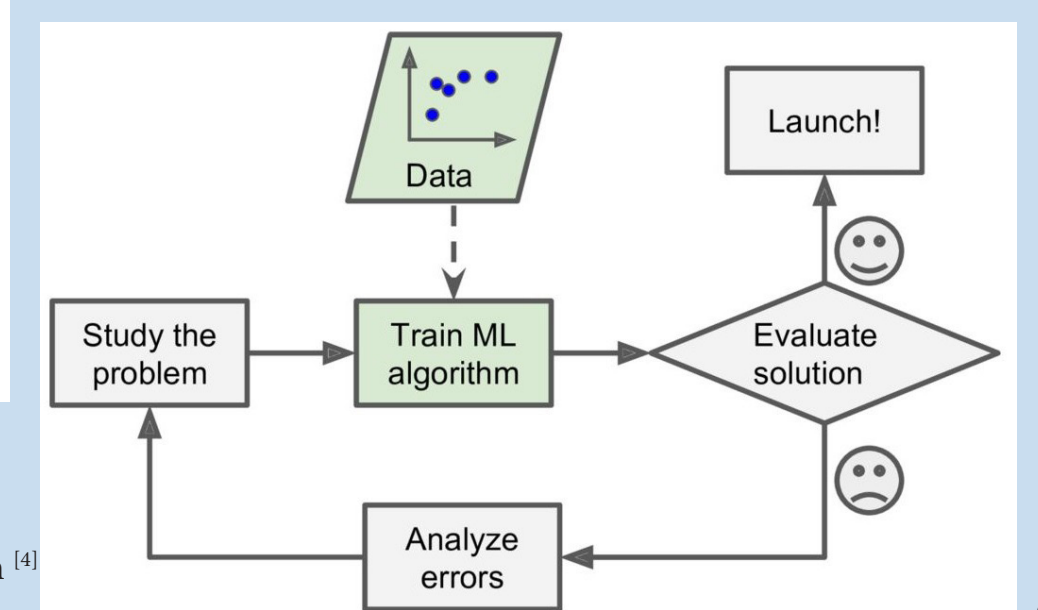 Data
Launch!
Study the
problem
Train ML
algorithm
Evaluate
solution
Analyze
errors
[4]